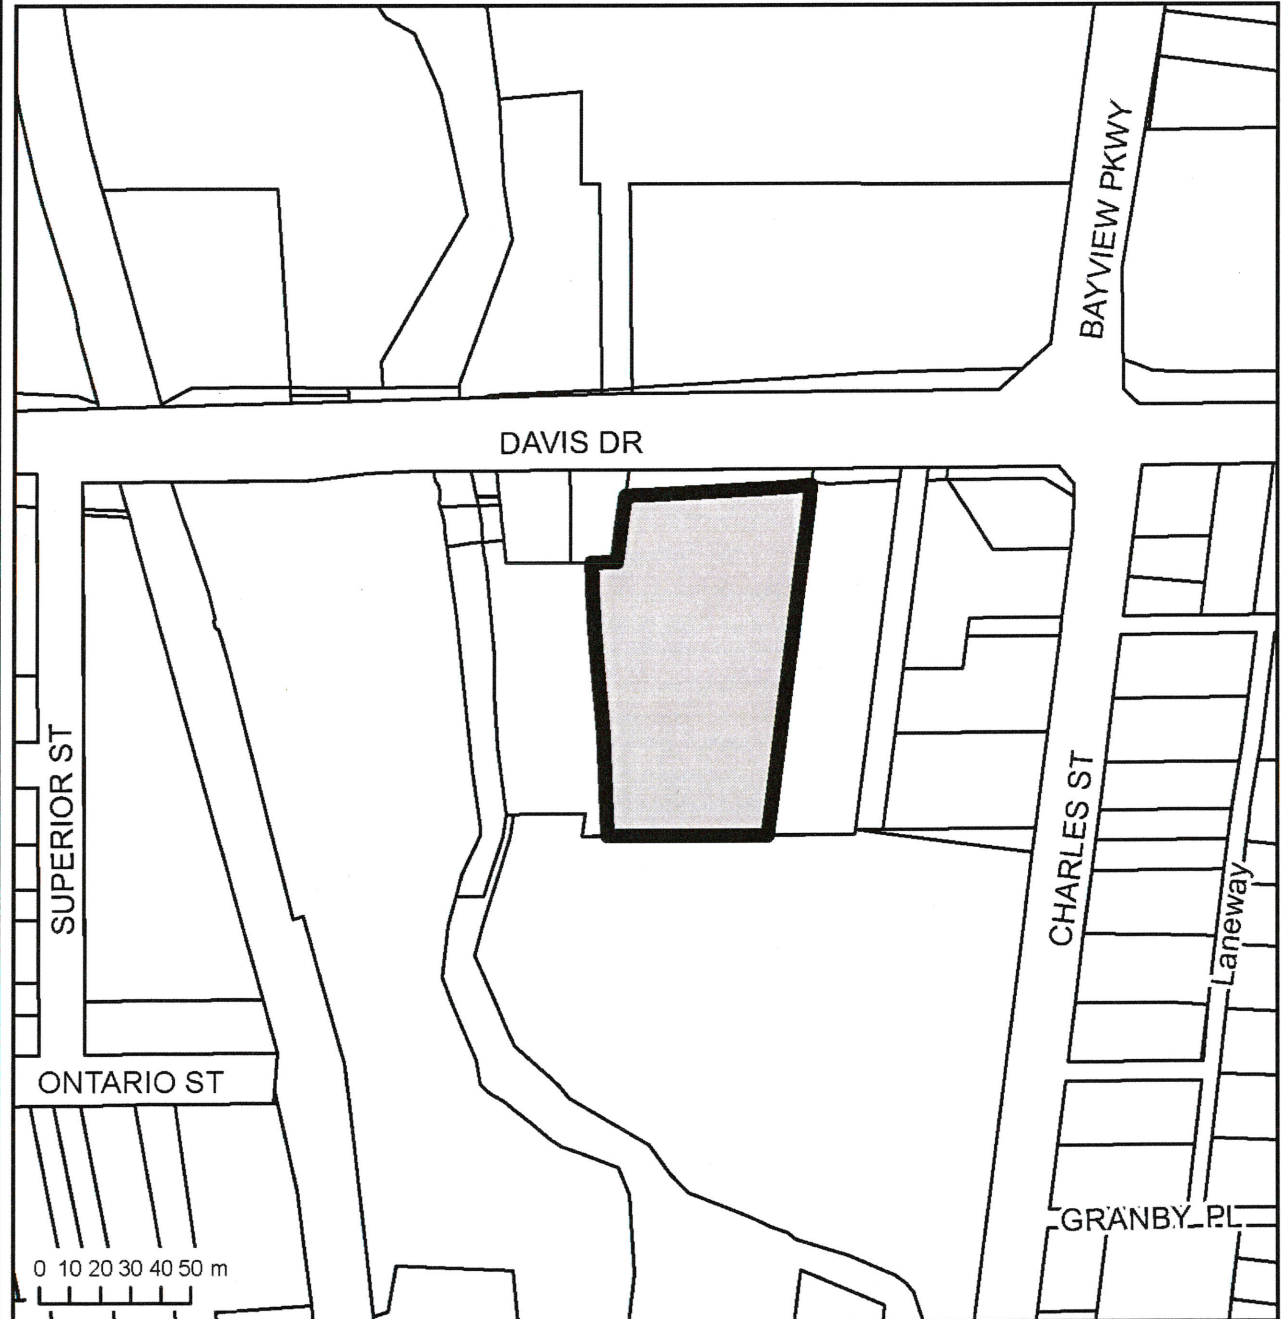 BAYVIEW PKWY
DAVIS DR
SUPERIOR ST
CHARLES ST
Laneway
ONTARIO ST
GRANBY PL
0 10 20 30 40 50 m